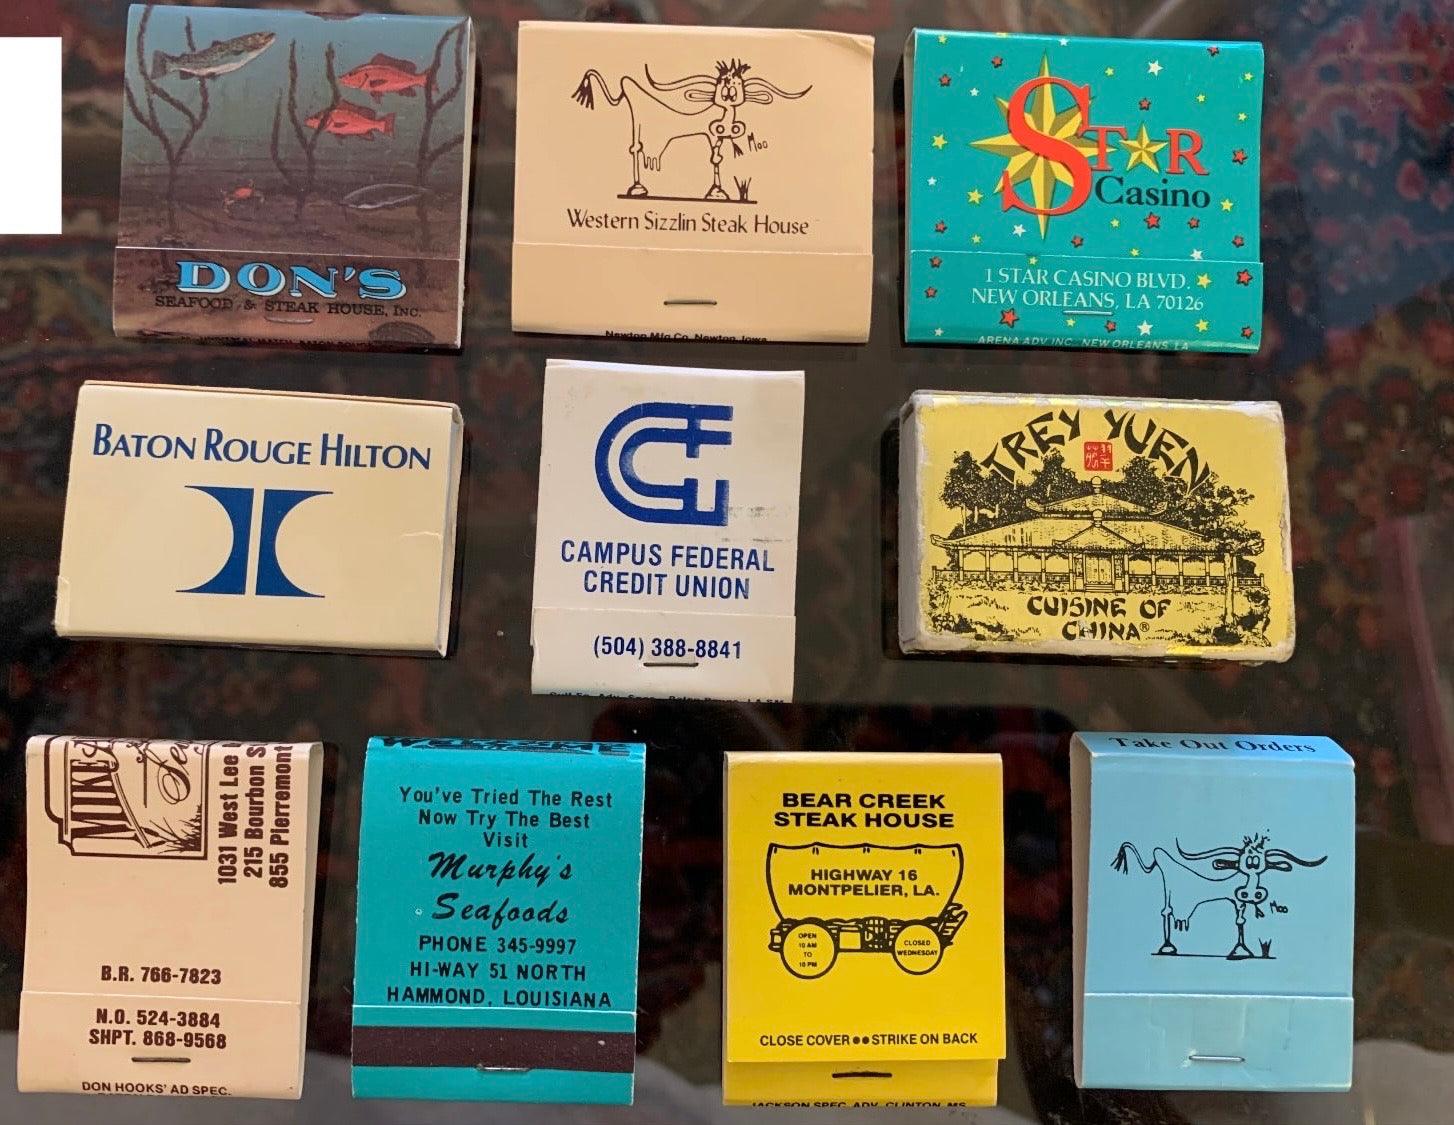 DON'S
SEAFOOD & STEAK HOUSE, INC.
Moo
Western Sizzlin Steak House
Newton Mfg Co. Newton, Iowa
STAR
Casino
1 STAR CASINO BLVD.
NEW ORLEANS, LA 70126
ARENA ADV. INC. NEW ORLEANS, LA
BATON ROUGE HILTON
CAMPUS FEDERAL
CREDIT UNION
(504) 388-8841
TREY YUEN
CUISINE OF
CHINA®
MIKE
1031 West Lee
215 Bourbon S
855 Pierremont
B.R. 766-7823
N.O. 524-3884
SHPT. 868-9568
DON HOOKS' AD SPEC.
WELCOME
You've Tried The Rest
Now Try The Best
Visit
Murphy's
Seafoods
PHONE 345-9997
HI-WAY 51 NORTH
HAMMOND, LOUISIANA
BEAR CREEK
STEAK HOUSE
HIGHWAY 16
MONTPELIER, LA.
OPEN
10 AM
TO
10 PM
CLOSED
WEDNESDAY
CLOSE COVER●●STRIKE ON BACK
JACKSON SPEC. ADV. CLINTON, MS
Take Out Orders
Moo